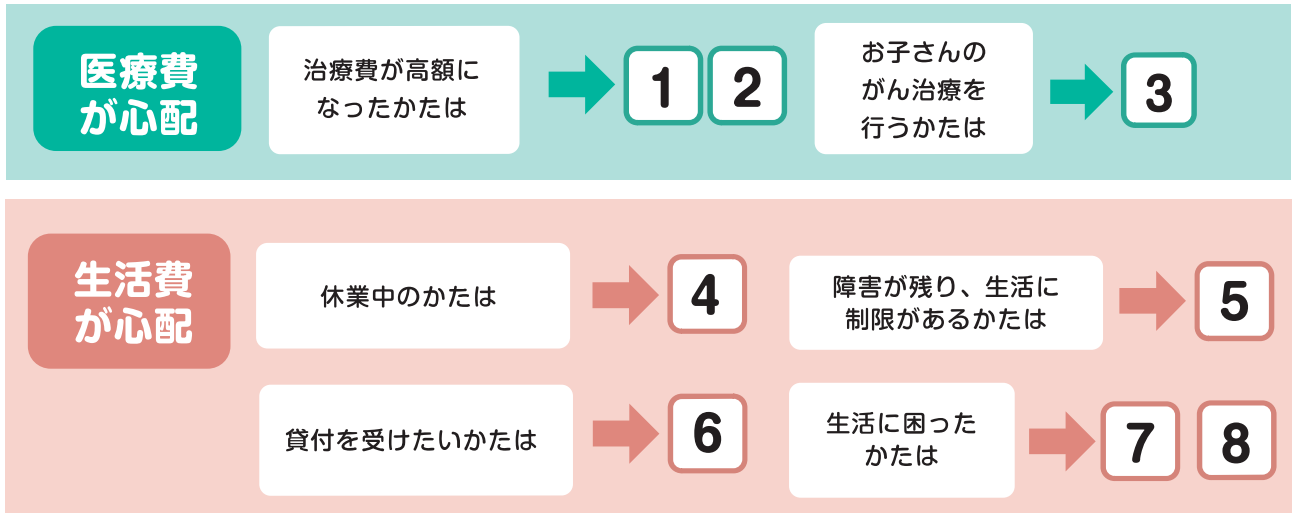 医療費
が心配
治療費が高額に
なったかたは
1 2
お子さんの
がん治療を
行うかたは
3
生活費
が心配
休業中のかたは
4
障害が残り、生活に
制限があるかたは
5
貸付を受けたいかたは
6
生活に困った
かたは
7 8